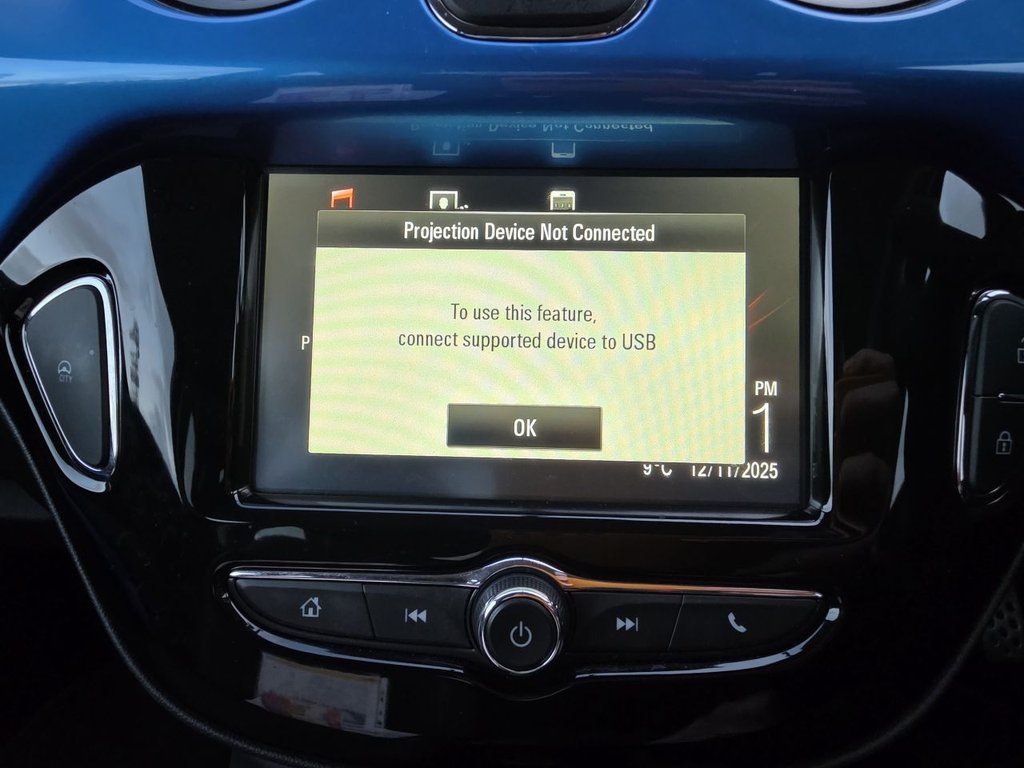 Projection Device Not Connected
To use this feature,
connect supported device to USB
P
PM
1
OK
9°C 12/11/2025
CITY